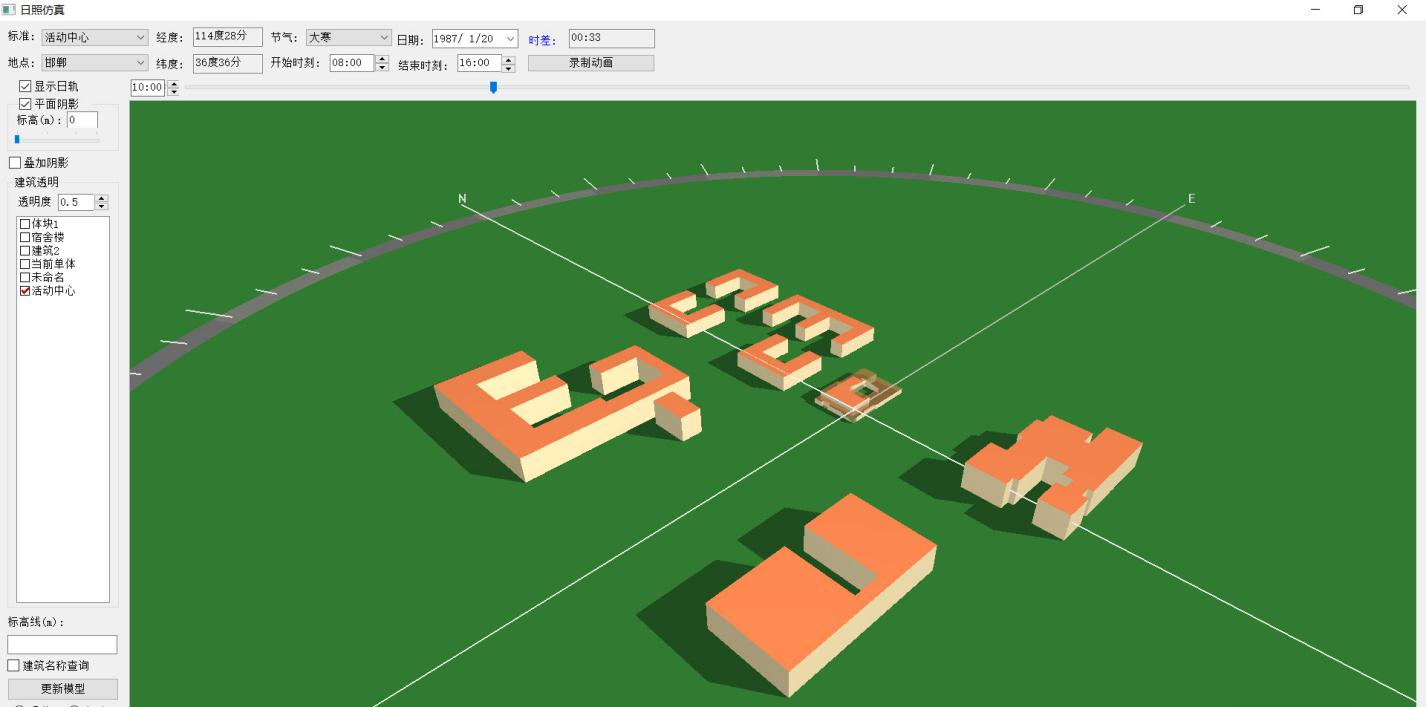 日照仿真
标准: 活动中心 经度: 114度28分 节气: 大寒 日期: 1987/ 1/20 时差: 00:33
地点: 邯郸 纬度: 36度36分 开始时刻: 08:00 结束时刻: 16:00 录制动画
显示日轨 10:00
平面阴影
标高(m): 0
叠加阴影
建筑透明
透明度 0.5
体块1
宿舍楼
建筑2
当前单体
未命名
活动中心
N
E
标高线(m):
建筑名称查询
更新模型